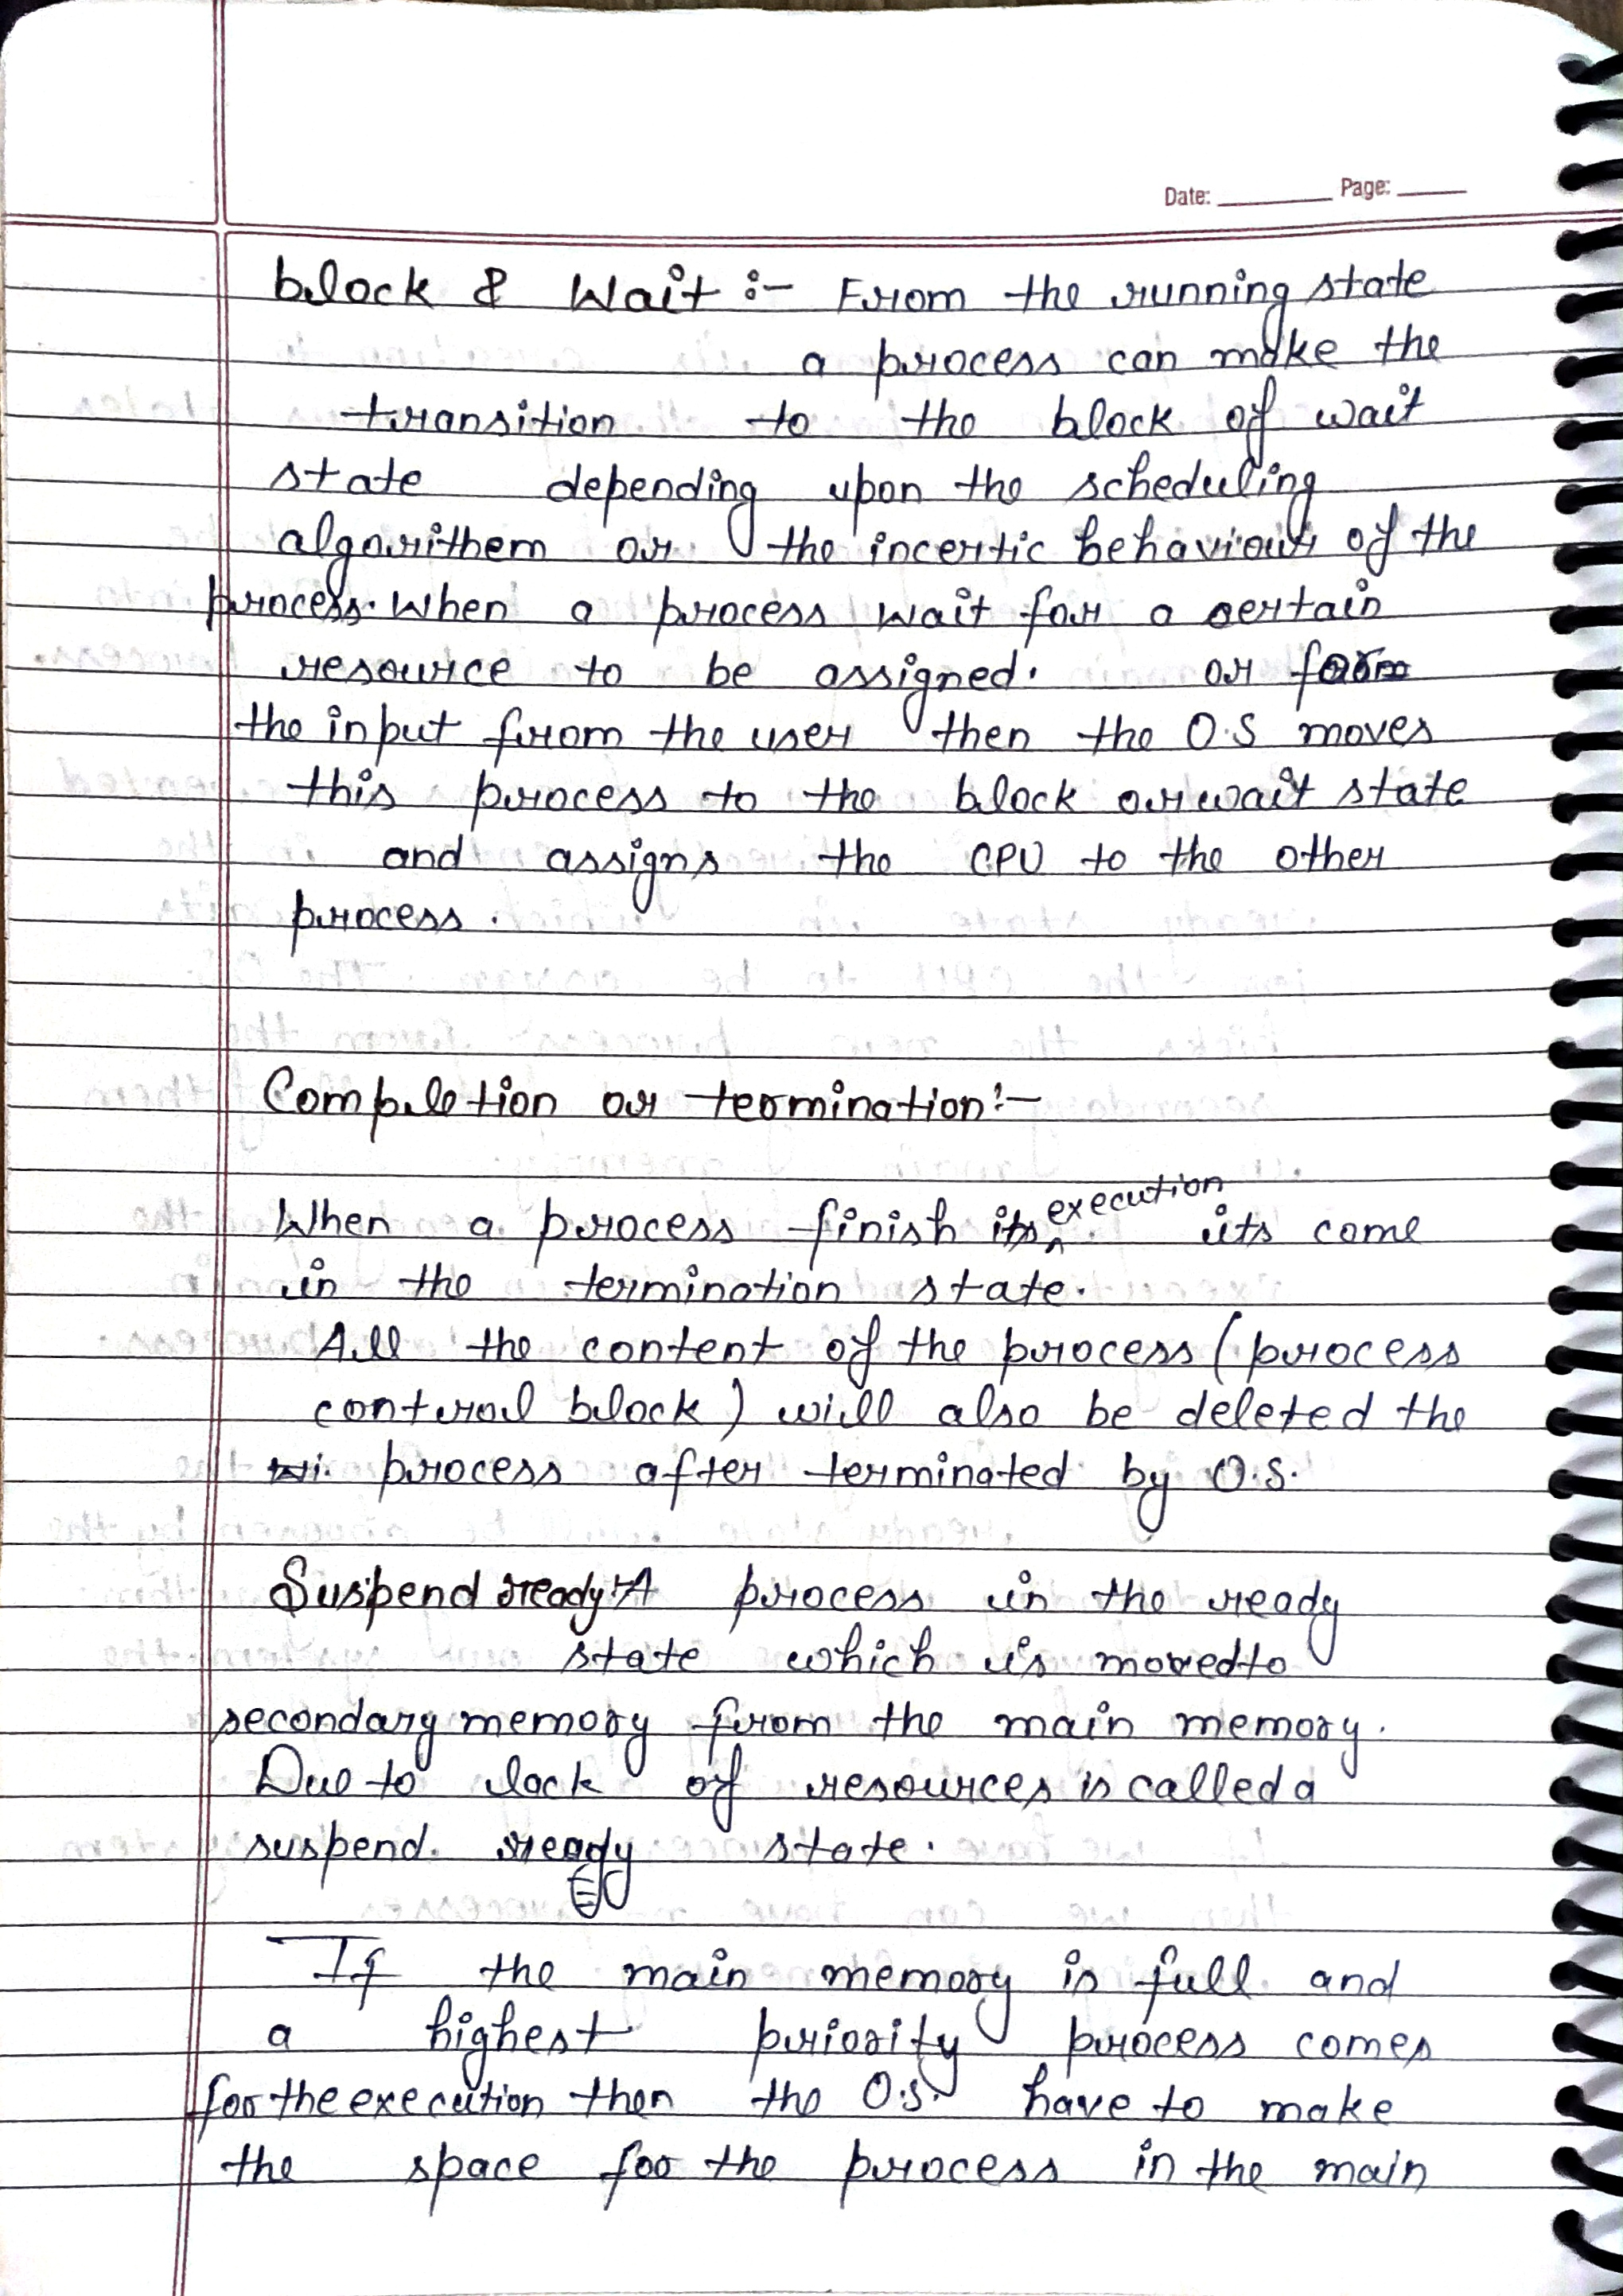 Date: ______ Page: ____
block & Wait :- From the running state
a process can make the
transition to the block of wait
state depending upon the scheduling
algorithem or the incertic behaviour of the
process. When a process wait for a certain
resource to be assigned. or
the input from the user then the O.S moves
this process to the block or wait state
and assigns the CPU to the other
process.
Completion or termination:-
When a process finish its execution its come
in the termination state.
All the content of the process (process
control block) will also be deleted the
process after terminated by O.S.
Suspend ready :- A process in the ready
state which is moved to
secondary memory from the main memory.
Due to lack of resources is called a
suspend. ready state.
If the main memory is full and
a highest priority process comes
for the execution then the O.S. have to make
the space for the process in the main